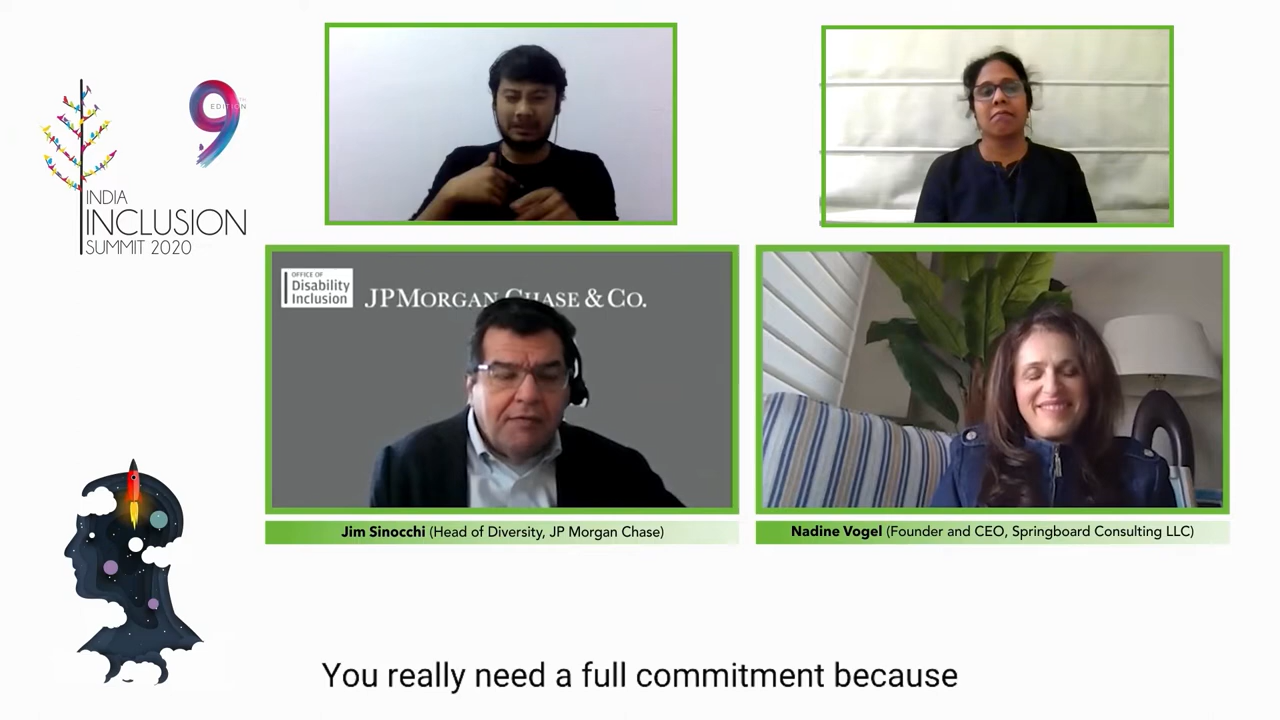 9
EDITION
INDIA
INCLUSION
SUMMIT 2020
OFFICE OF
Disability
Inclusion
JPMORGAN CHASE & CO.
Jim Sinocchi (Head of Diversity, JP Morgan Chase)
Nadine Vogel (Founder and CEO, Springboard Consulting LLC)
You really need a full commitment because